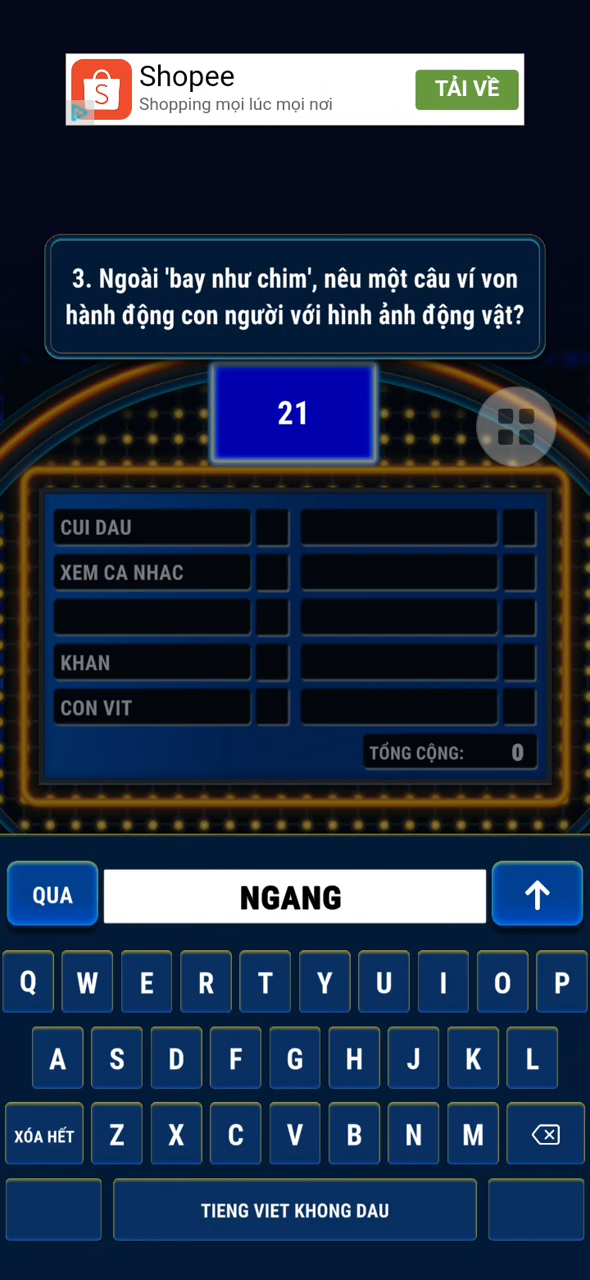 Shopee
Shopping mọi lúc mọi nơi
TẢI VỀ
3. Ngoài 'bay như chim', nêu một câu ví von
hành động con người với hình ảnh động vật?
21
CUI DAU
XEM CA NHAC
KHAN
CON VIT
TỔNG CỘNG: 0
QUA
NGANG
Q W E R T Y U I O P
A S D F G H J K L
XÓA HẾT Z X C V B N M
TIENG VIET KHONG DAU